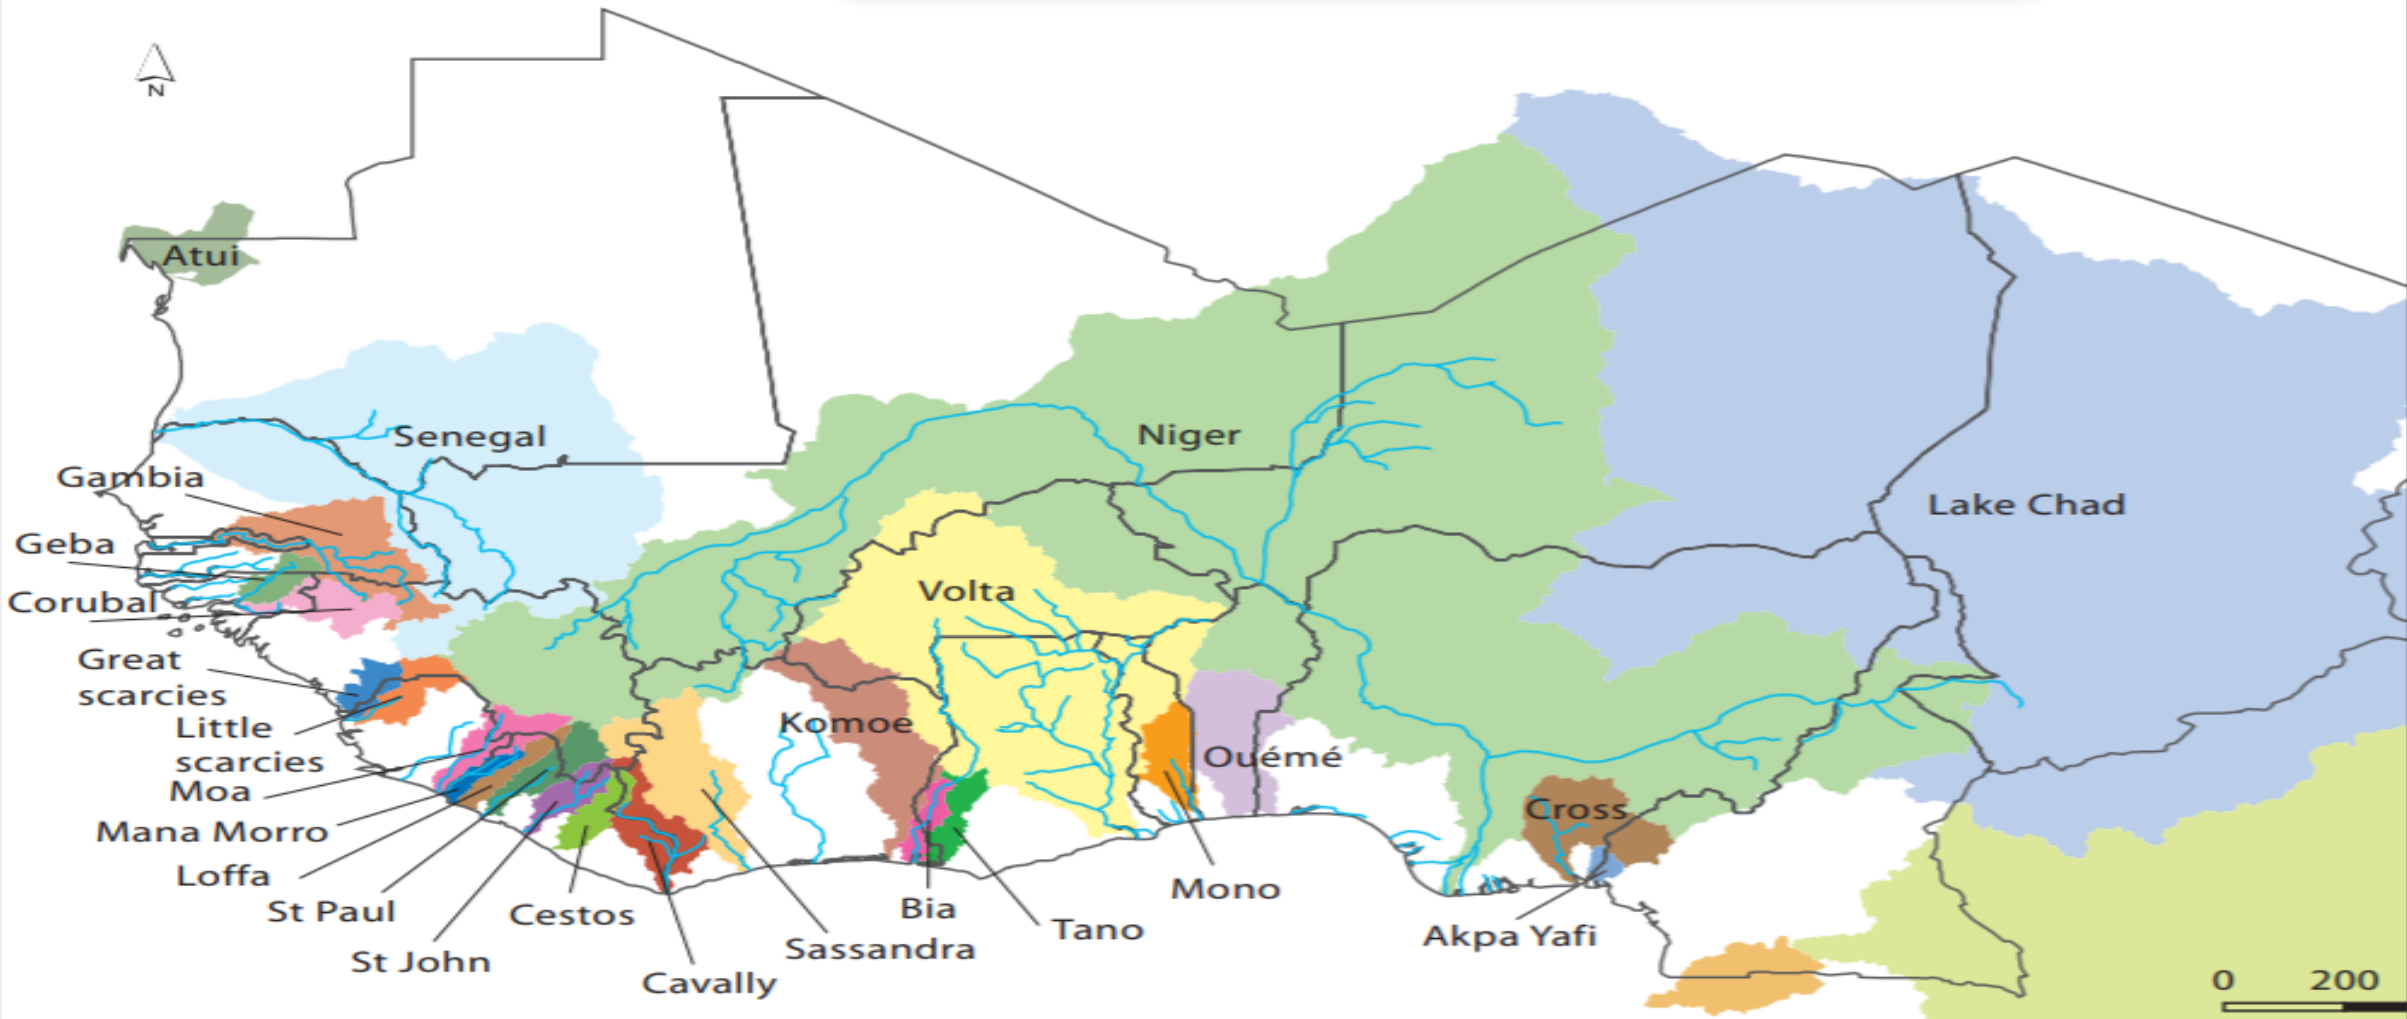 N
Atui
Senegal
Niger
Gambia
Lake Chad
Geba
Volta
Corubal
Great
scarcies
Little
scarcies
Komoe
Ouémé
Moa
Cross
Mana Morro
Loffa
St Paul
Cestos
Bia
Mono
Tano
Akpa Yafi
St John
Sassandra
Cavally
0 200